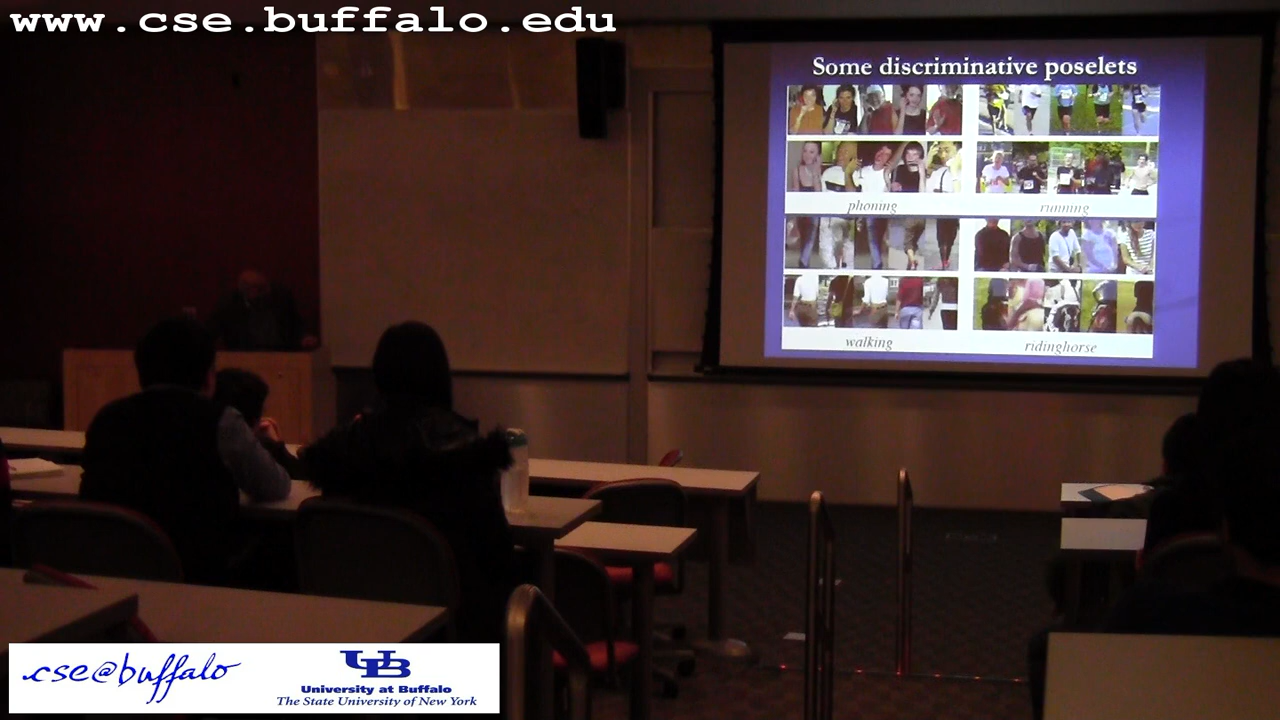 www.cse.buffalo.edu
Some discriminative poselets
phoning
running
walking
ridinghorse
cse@buffalo
UB
University at Buffalo
The State University of New York